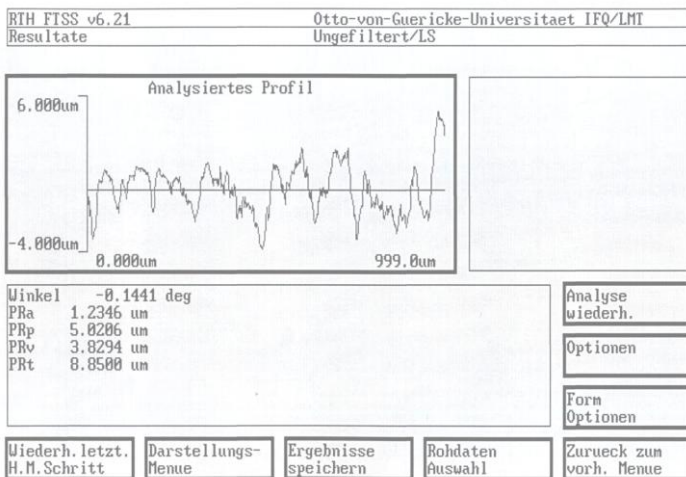 RTH FTSS v6.21 Otto-von-Guericke-Universitaet IFQ/LMT
Resultate Ungefiltert/LS
Analysiertes Profil
6.000um
-4.000um
0.000um 999.0um
Winkel -0.1441 deg
PRa 1.2346 um
PRp 5.0206 um
PRv 3.8294 um
PRt 8.8500 um
Analyse
wiederh.
Optionen
Form
Optionen
Wiederh.letzt.
H.M.Schritt
Darstellungs-
Menue
Ergebnisse
speichern
Rohdaten
Auswahl
Zurueck zum
vorh. Menue